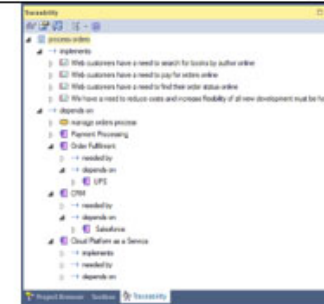 Traceability
process orders
implements
Web customers have a need to search for books by author online
Web customers have a need to pay for orders online
Web customers have a need to find their order status online
We have a need to reduce costs and increase flexibility of all new development must be ha
depends on
manage orders process
Payment Processing
Order Fulfilment
needed by
depends on
UPS
CRM
needed by
depends on
Salesforce
Cloud Platform as a Service
implements
needed by
depends on
Project Browser Toolbox Traceability